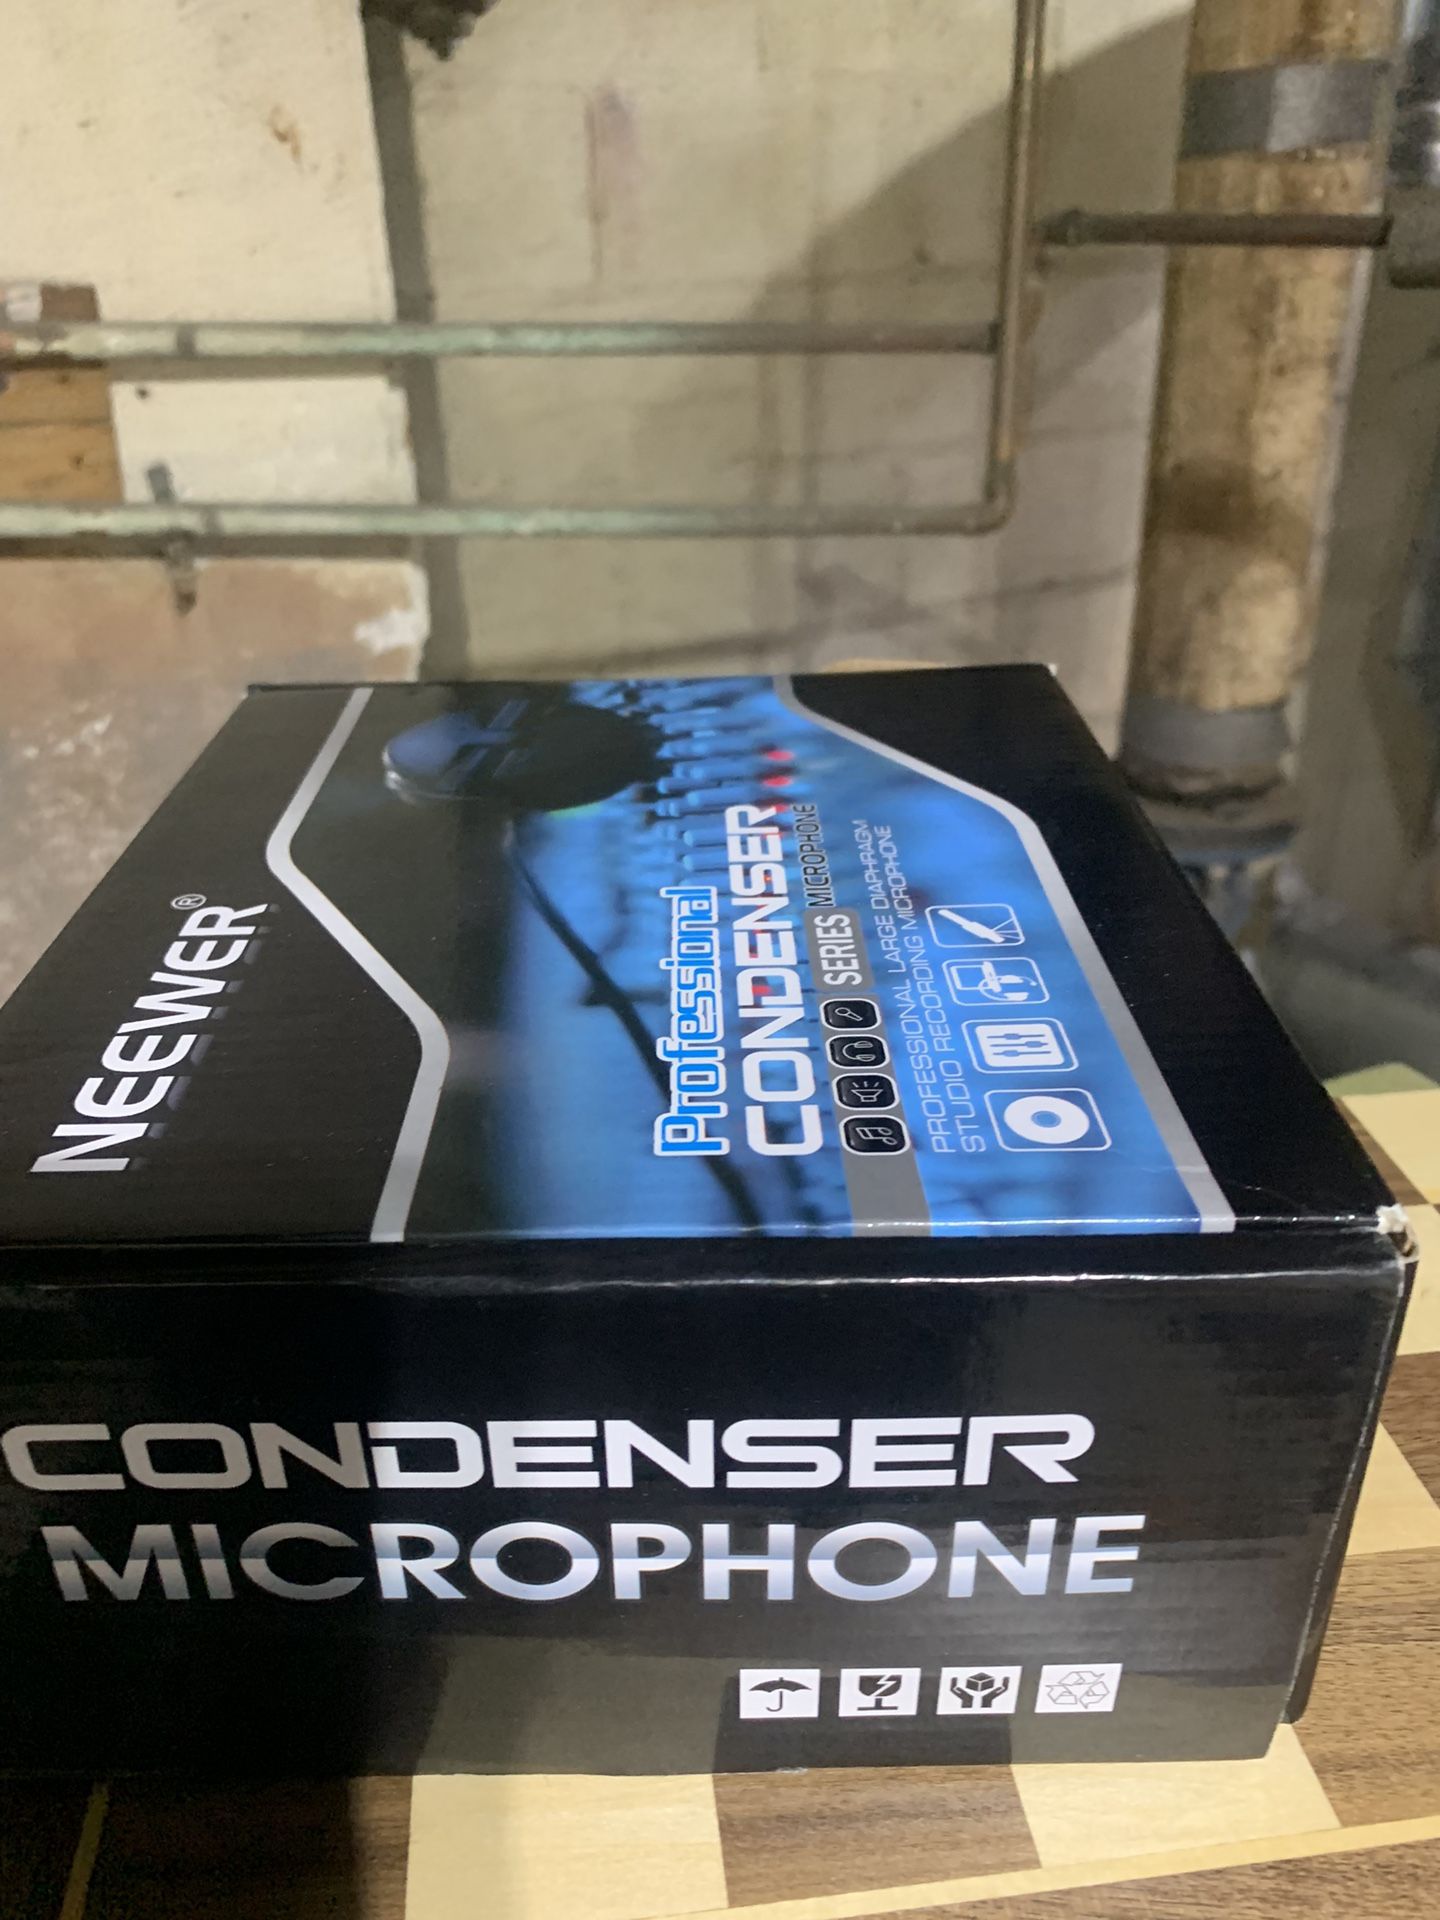 NEEWER®
Professional
CONDENSER
SERIES MICROPHONE
PROFESSIONAL LARGE DIAPHRAGM
STUDIO RECORDING MICROPHONE
CONDENSER
MICROPHONE